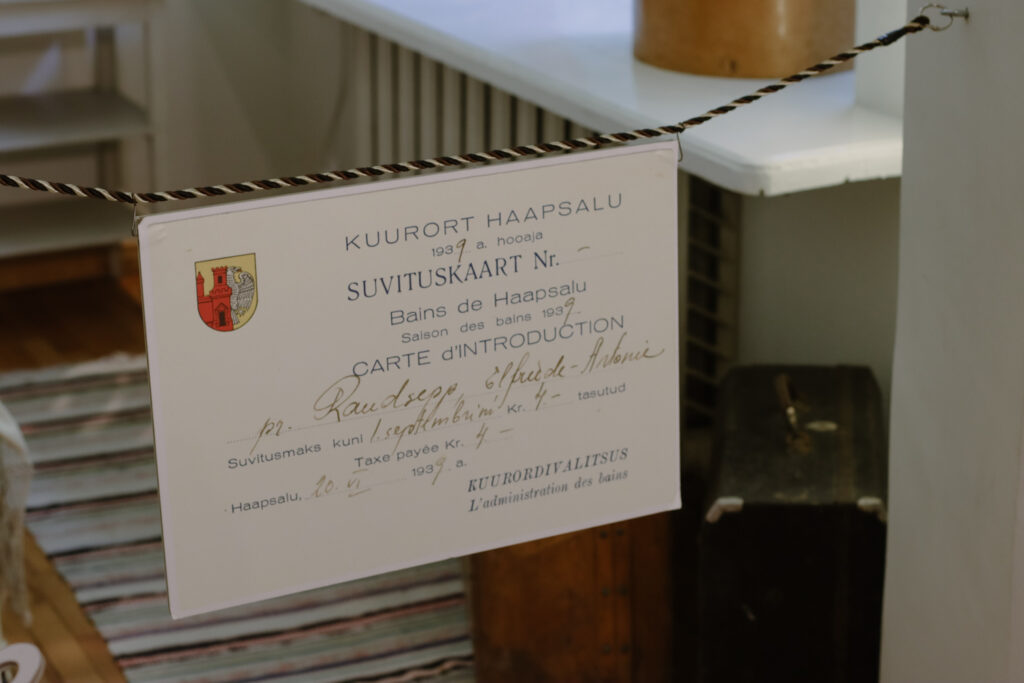 KUURORT HAAPSALU
1939 a. hooaja
SUVITUSKAART Nr. –
Bains de Haapsalu
Saison des bains 1939
CARTE d'INTRODUCTION
pr. Raudsepp, Elfriede-Antonie
Suvitusmaks kuni 1. septembrini Kr. 4 – tasutud
Taxe payée Kr. 4 –
Haapsalu, 20. VI 1939 a.
KUURORDIVALITSUS
L'administration des bains